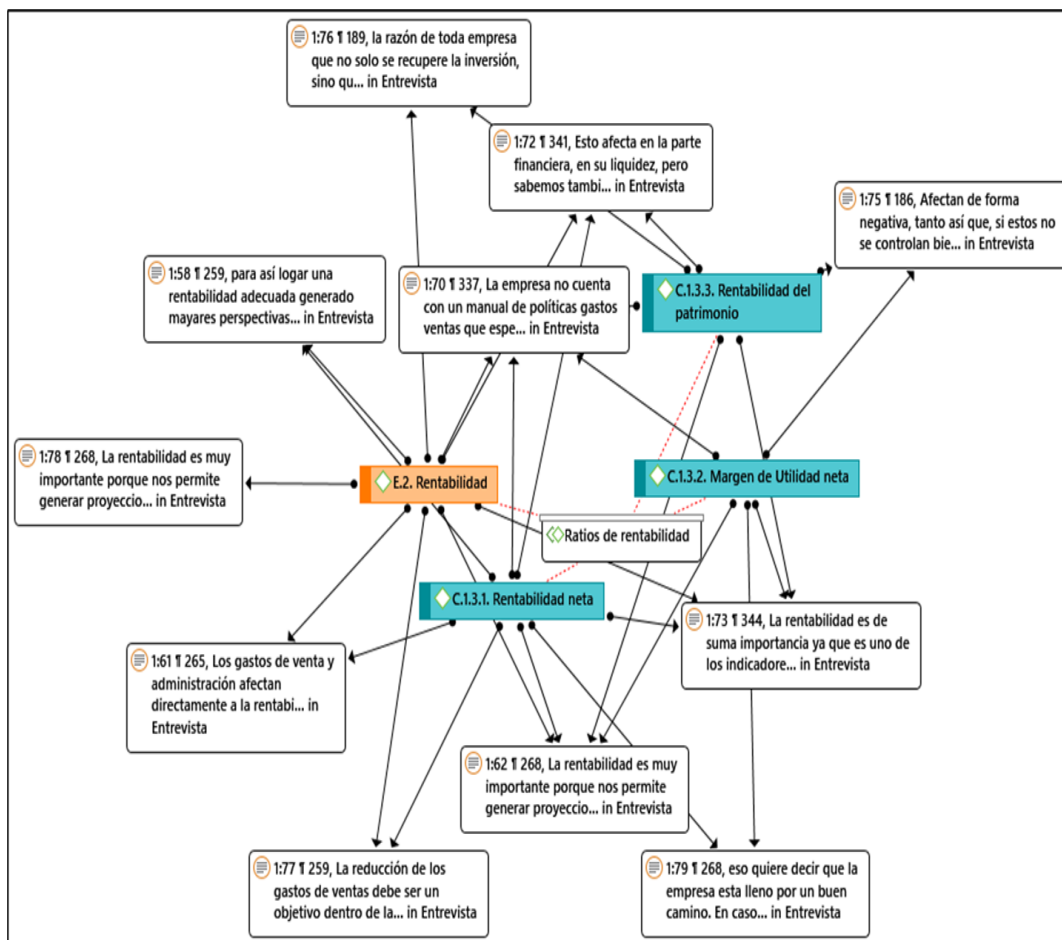 1:76 ¶ 189, la razón de toda empresa
que no solo se recupere la inversión,
sino qu... in Entrevista
1:72 ¶ 341, Esto afecta en la parte
financiera, en su liquidez, pero
sabemos tambi... in Entrevista
1:75 ¶ 186, Afectan de forma
negativa, tanto así que, si estos no
se controlan bie... in Entrevista
1:58 ¶ 259, para así logar una
rentabilidad adecuada generado
mayares perspectivas... in Entrevista
1:70 ¶ 337, La empresa no cuenta
con un manual de políticas gastos
ventas que espe... in Entrevista
C.1.3.3. Rentabilidad del
patrimonio
1:78 ¶ 268, La rentabilidad es muy
importante porque nos permite
generar proyeccio... in Entrevista
E.2. Rentabilidad
C.1.3.2. Margen de Utilidad neta
Ratios de rentabilidad
C.1.3.1. Rentabilidad neta
1:73 ¶ 344, La rentabilidad es de
suma importancia ya que es uno de
los indicadore... in Entrevista
1:61 ¶ 265, Los gastos de venta y
administración afectan
directamente a la rentabi... in
Entrevista
1:62 ¶ 268, La rentabilidad es muy
importante porque nos permite
generar proyeccio... in Entrevista
1:77 ¶ 259, La reducción de los
gastos de ventas debe ser un
objetivo dentro de la... in Entrevista
1:79 ¶ 268, eso quiere decir que la
empresa esta lleno por un buen
camino. En caso... in Entrevista